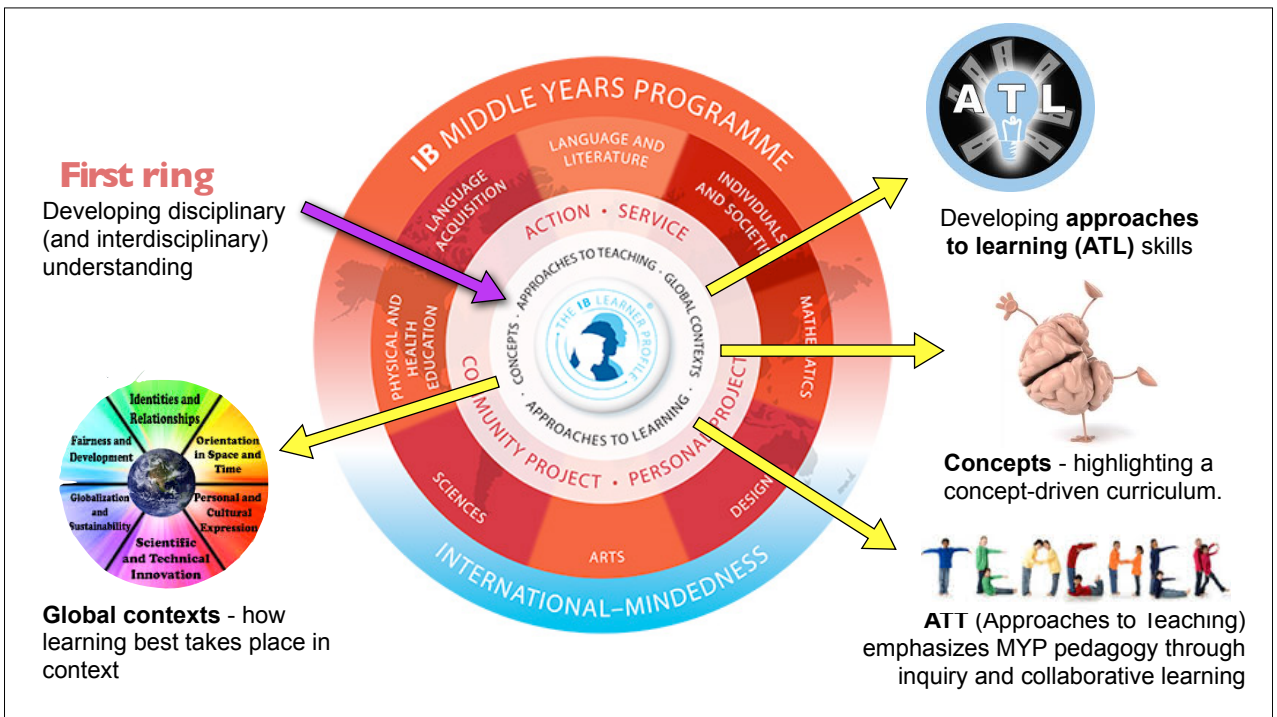 IB MIDDLE YEARS PROGRAMME
LANGUAGE AND
LITERATURE
INDIVIDUALS
AND SOCIETIES
MATHEMATICS
DESIGN
ARTS
SCIENCES
PHYSICAL AND
HEALTH
EDUCATION
LANGUAGE
ACQUISITION
ACTION • SERVICE
COMMUNITY PROJECT • PERSONAL PROJECT
CONCEPTS · APPROACHES TO TEACHING · GLOBAL CONTEXTS · APPROACHES TO LEARNING ·
THE IB LEARNER PROFILE ®
INTERNATIONAL–MINDEDNESS
First ring
Developing disciplinary
(and interdisciplinary)
understanding
Identities and
Relationships
Orientation
in Space and
Time
Personal and
Cultural
Expression
Scientific
and Technical
Innovation
Globalization
and
Sustainability
Fairness and
Development
Global contexts - how
learning best takes place in
context
ATL
Developing approaches
to learning (ATL) skills
Concepts - highlighting a
concept-driven curriculum.
TEACHER
ATT (Approaches to Teaching)
emphasizes MYP pedagogy through
inquiry and collaborative learning